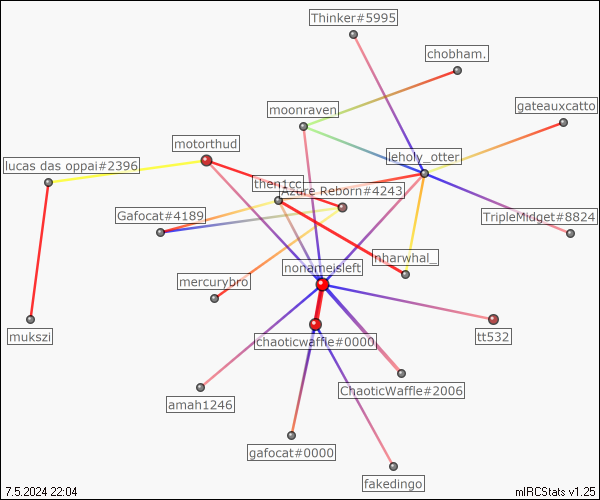 Thinker#5995
chobham.
gateauxcatto
moonraven
motorthud
leholy_otter
lucas das oppai#2396
then1cc
Azure Reborn#4243
Gafocat#4189
TripleMidget#8824
nharwhal_
nonameisleft
mercurybro
mukszi
chaoticwaffle#0000
tt532
ChaoticWaffle#2006
amah1246
gafocat#0000
fakedingo
7.5.2024 22:04
mIRCStats v1.25